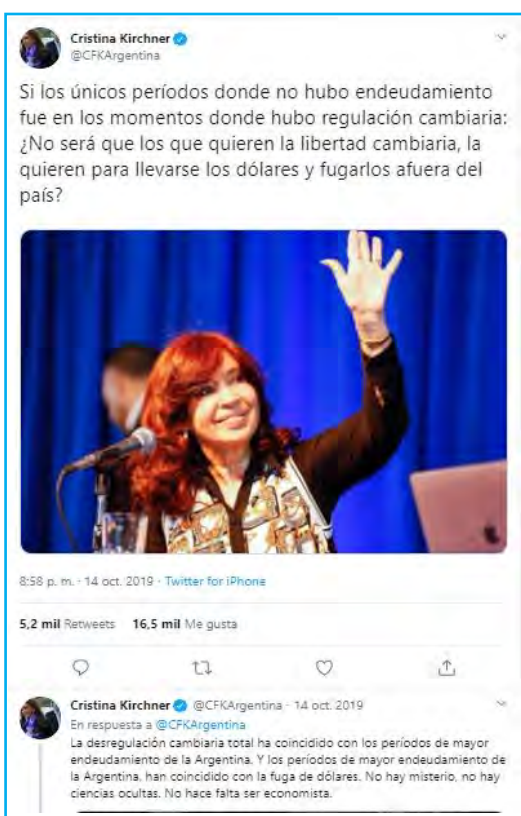 Cristina Kirchner
@CFKArgentina
Si los únicos períodos donde no hubo endeudamiento
fue en los momentos donde hubo regulación cambiaria:
¿No será que los que quieren la libertad cambiaria, la
quieren para llevarse los dólares y fugarlos afuera del
país?
8:58 p. m. · 14 oct. 2019 · Twitter for iPhone
5,2 mil Retweets 16,5 mil Me gusta
Cristina Kirchner @CFKArgentina · 14 oct. 2019
En respuesta a @CFKArgentina
La desregulación cambiaria total ha coincidido con los períodos de mayor
endeudamiento de la Argentina. Y los períodos de mayor endeudamiento de
la Argentina, han coincidido con la fuga de dólares. No hay misterio, no hay
ciencias ocultas. No hace falta ser economista.